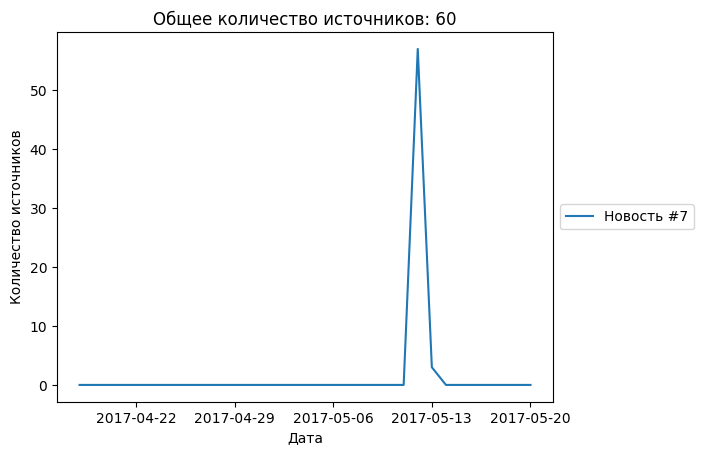 Общее количество источников: 60
Количество источников
50
40
30
20
10
0
2017-04-22 2017-04-29 2017-05-06 2017-05-13 2017-05-20
Дата
Новость #7